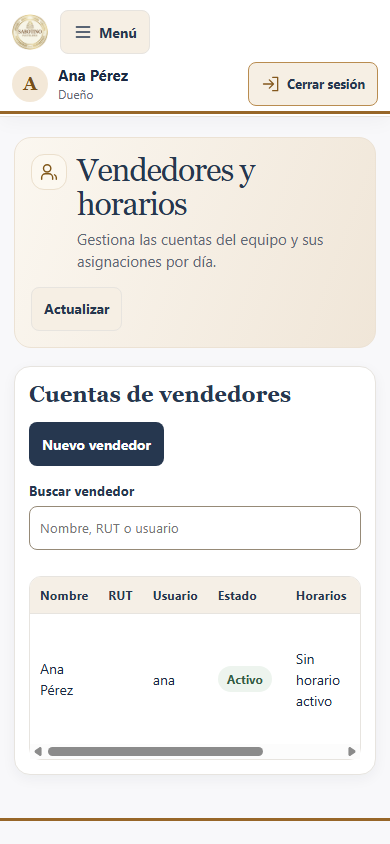 Menú
A
Ana Pérez
Dueño
Cerrar sesión
Vendedores y
horarios
Gestiona las cuentas del equipo y sus
asignaciones por día.
Actualizar
Cuentas de vendedores
Nuevo vendedor
Buscar vendedor
Nombre, RUT o usuario
Nombre RUT Usuario Estado Horarios
Ana
Pérez
ana
Activo
Sin
horario
activo